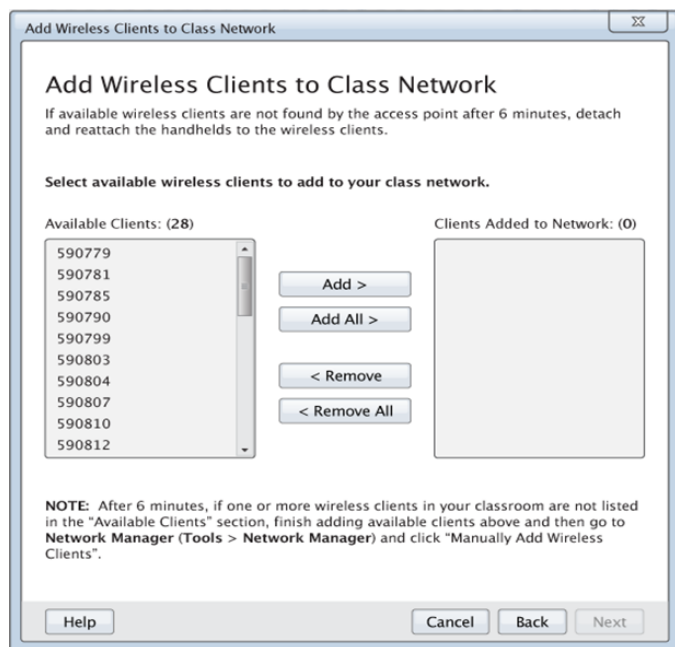 Add Wireless Clients to Class Network
Add Wireless Clients to Class Network
If available wireless clients are not found by the access point after 6 minutes, detach
and reattach the handhelds to the wireless clients.
Select available wireless clients to add to your class network.
Available Clients: (28)
590779
590781
590785
590790
590799
590803
590804
590807
590810
590812
Add >
Add All >
< Remove
< Remove All
Clients Added to Network: (0)
NOTE: After 6 minutes, if one or more wireless clients in your classroom are not listed
in the “Available Clients” section, finish adding available clients above and then go to
Network Manager (Tools > Network Manager) and click “Manually Add Wireless
Clients”.
Help
Cancel
Back
Next